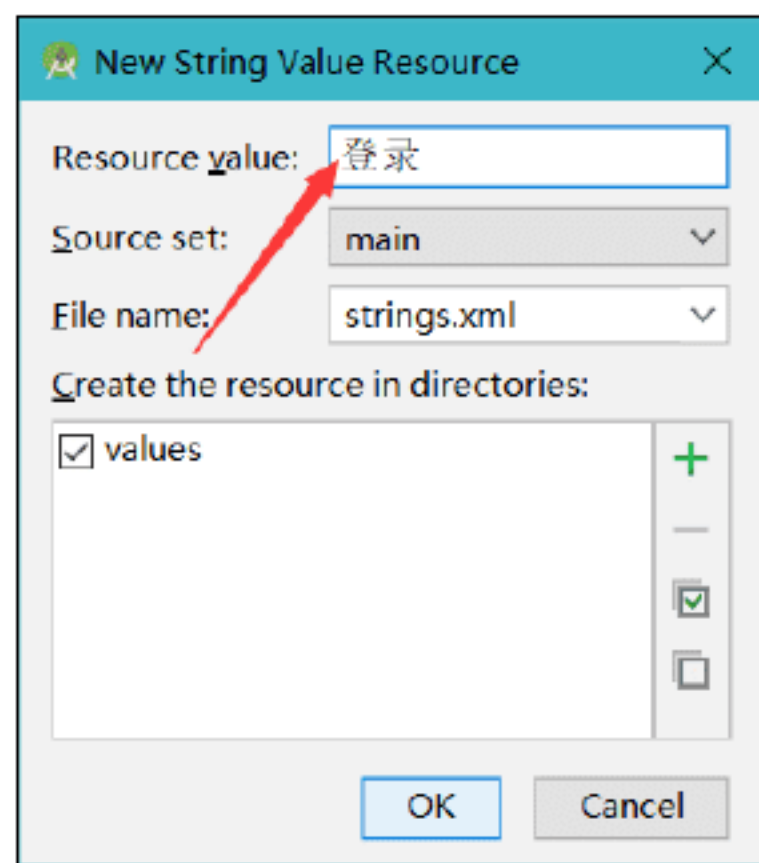 New String Value Resource
Resource value: 登录
Source set: main
File name: strings.xml
Create the resource in directories:
values
OK Cancel